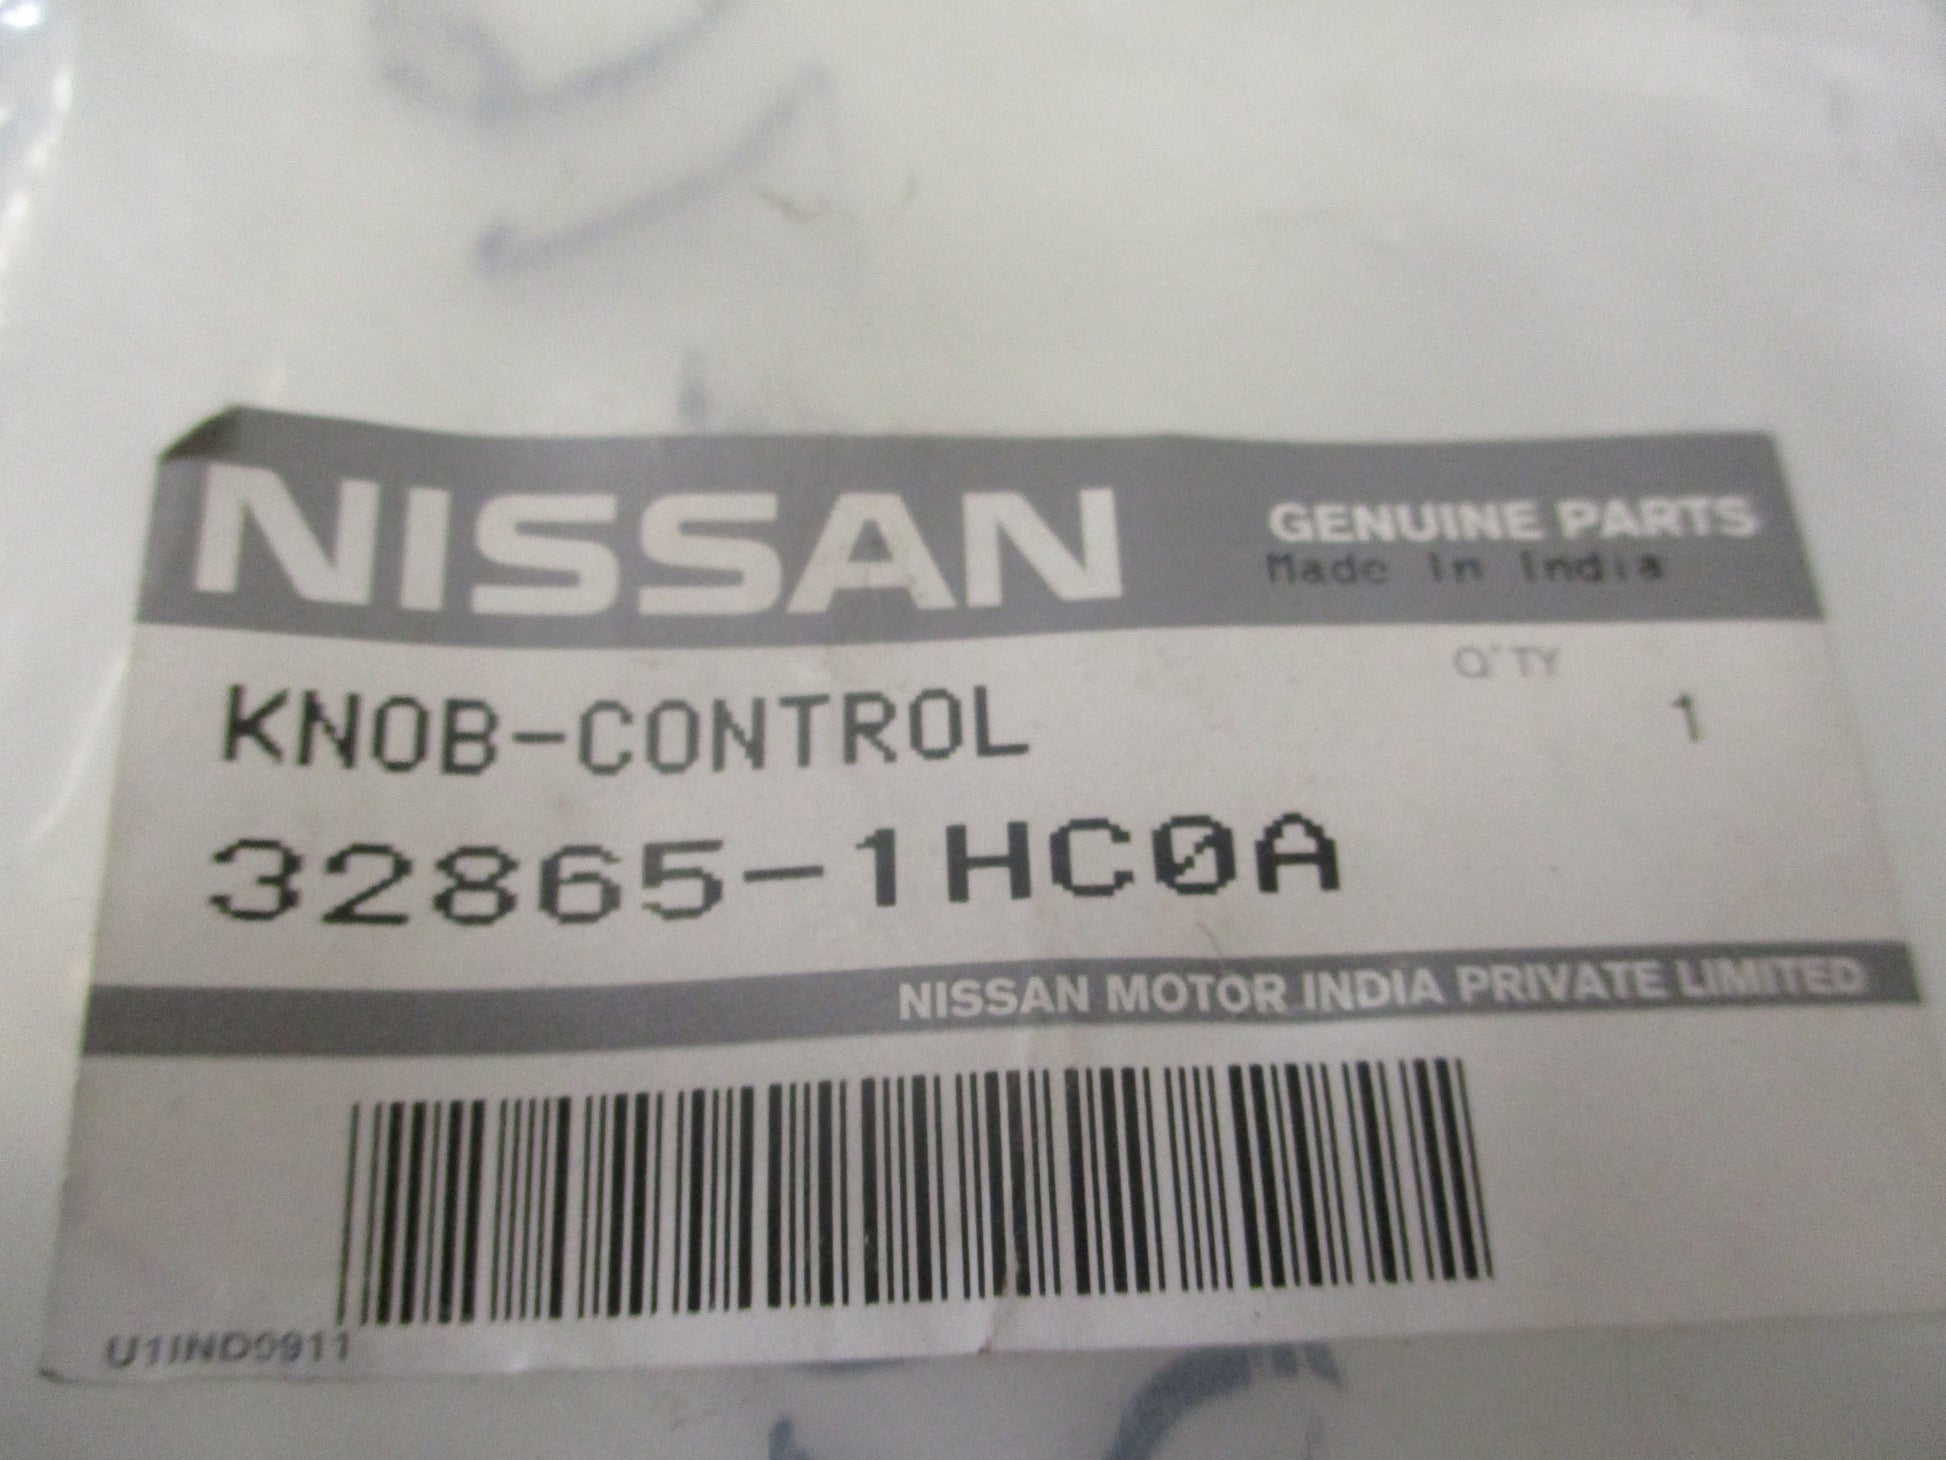 NISSAN
GENUINE PARTS
Made In India
KNOB-CONTROL
Q'TY
1
32865-1HC0A
NISSAN MOTOR INDIA PRIVATE LIMITED
U1IND0911